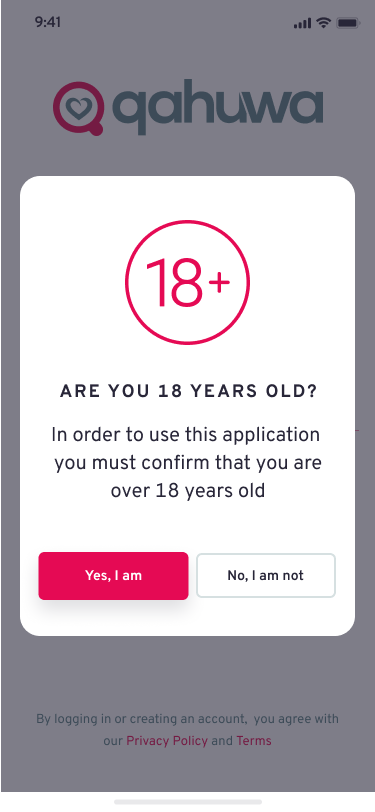 9:41
qahuwa
18+
ARE YOU 18 YEARS OLD?
In order to use this application
you must confirm that you are
over 18 years old
Yes, I am
No, I am not
By logging in or creating an account, you agree with
our Privacy Policy and Terms